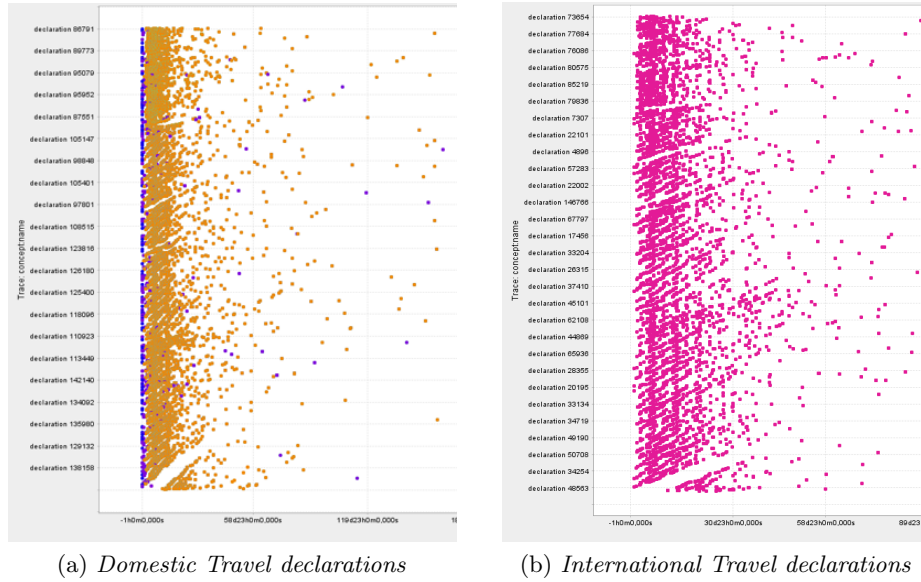 declaration 86791
declaration 89773
declaration 95079
declaration 95952
declaration 87551
declaration 105147
declaration 98848
declaration 105401
declaration 97801
declaration 108515
declaration 123816
declaration 126180
declaration 125400
declaration 118096
declaration 110923
declaration 113449
declaration 142140
declaration 134092
declaration 135980
declaration 129132
declaration 138158
Trace: concept:name
-1h0m0,000s
59d23h0m0,000s
119d23h0m0,000s
18
(a) Domestic Travel declarations
declaration 73654
declaration 77684
declaration 76086
declaration 80575
declaration 85219
declaration 79836
declaration 7307
declaration 22101
declaration 4896
declaration 57283
declaration 22002
declaration 146766
declaration 67797
declaration 17456
declaration 33204
declaration 26315
declaration 37410
declaration 46101
declaration 62108
declaration 44869
declaration 65936
declaration 28355
declaration 20195
declaration 33134
declaration 34719
declaration 49190
declaration 50708
declaration 34254
declaration 48563
Trace: concept:name
-1h0m0,000s
30d23h0m0,000s
58d23h0m0,000s
89d23h
(b) International Travel declarations